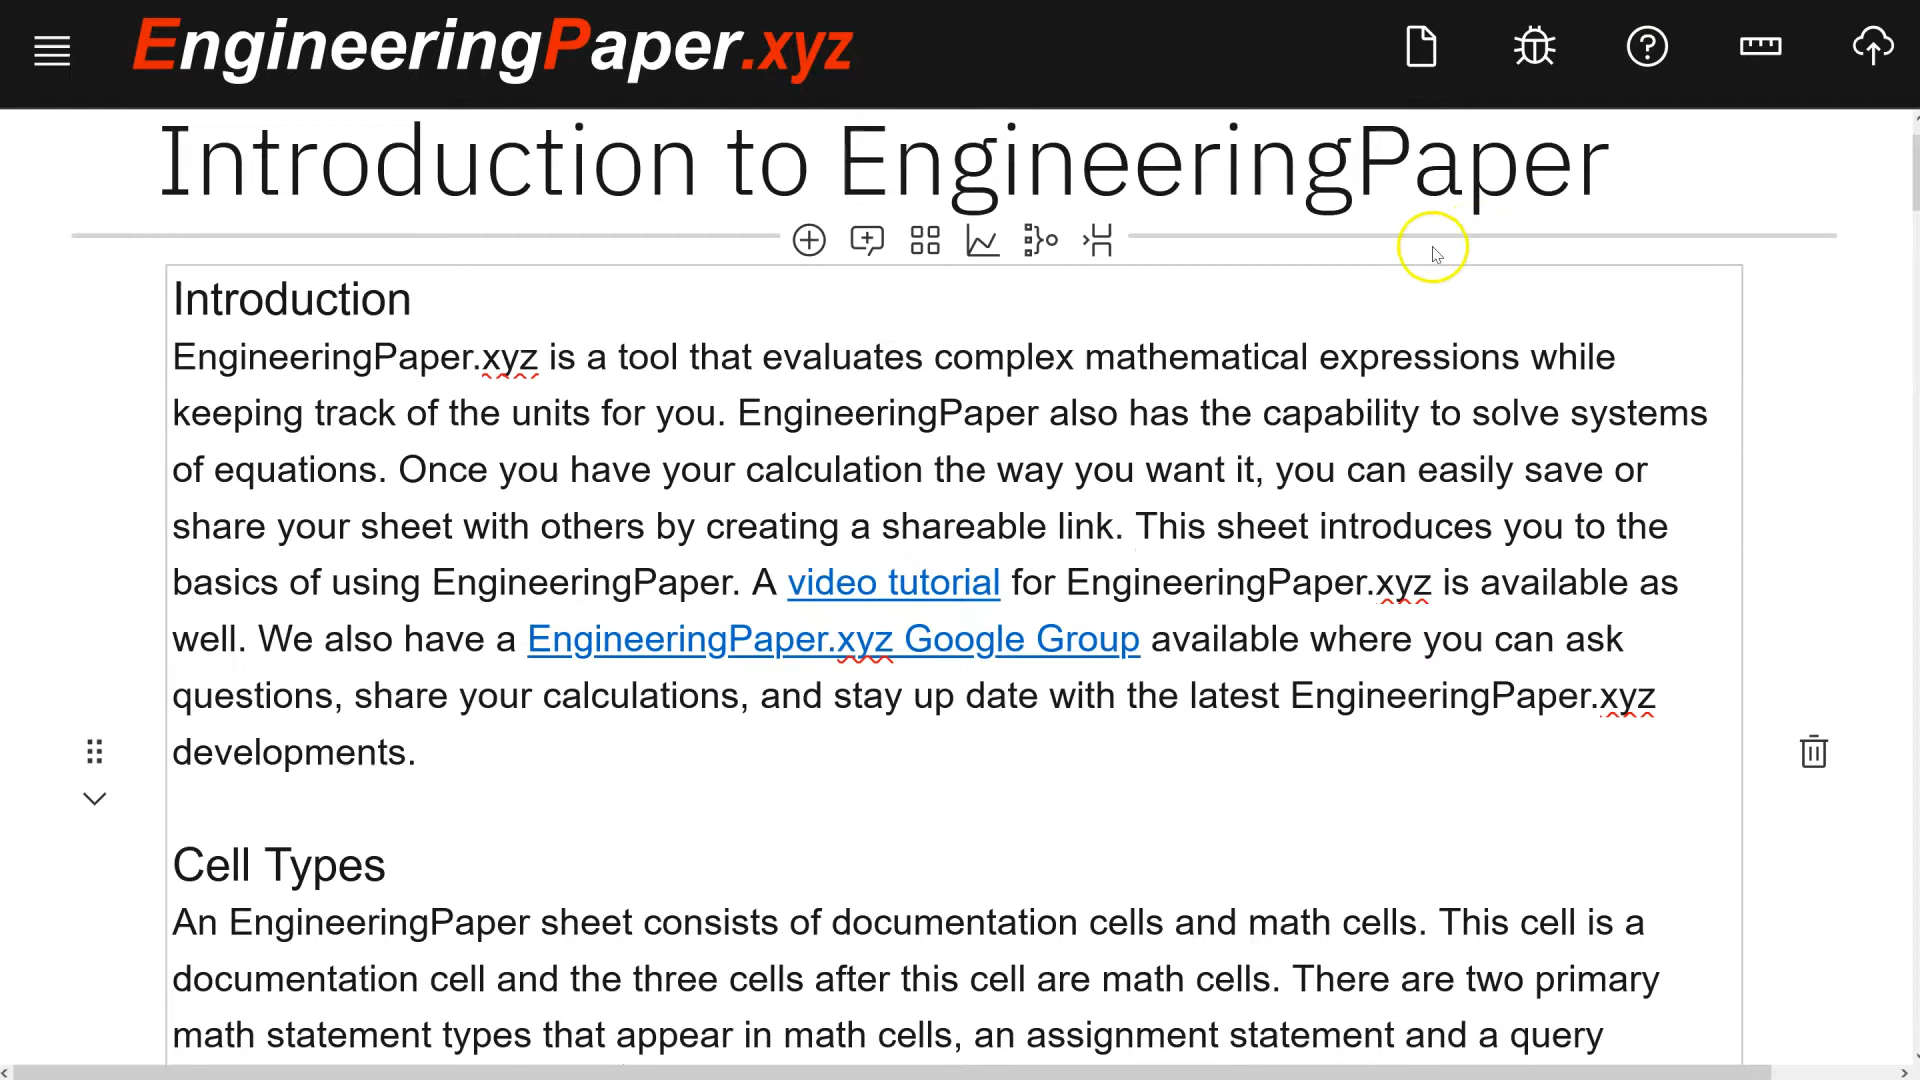 EngineeringPaper.xyz
Introduction to EngineeringPaper
Introduction
EngineeringPaper.xyz is a tool that evaluates complex mathematical expressions while
keeping track of the units for you. EngineeringPaper also has the capability to solve systems
of equations. Once you have your calculation the way you want it, you can easily save or
share your sheet with others by creating a shareable link. This sheet introduces you to the
basics of using EngineeringPaper. A video tutorial for EngineeringPaper.xyz is available as
well. We also have a EngineeringPaper.xyz Google Group available where you can ask
questions, share your calculations, and stay up date with the latest EngineeringPaper.xyz
developments.
Cell Types
An EngineeringPaper sheet consists of documentation cells and math cells. This cell is a
documentation cell and the three cells after this cell are math cells. There are two primary
math statement types that appear in math cells, an assignment statement and a query